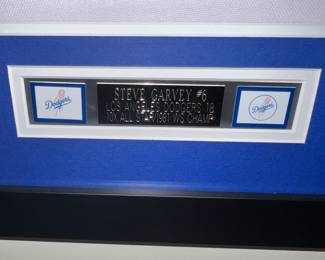 STEVE GARVEY #6
LOS ANGELES DODGERS 1B
10X ALL STAR 1981 WS CHAMP
Dodgers
Dodgers